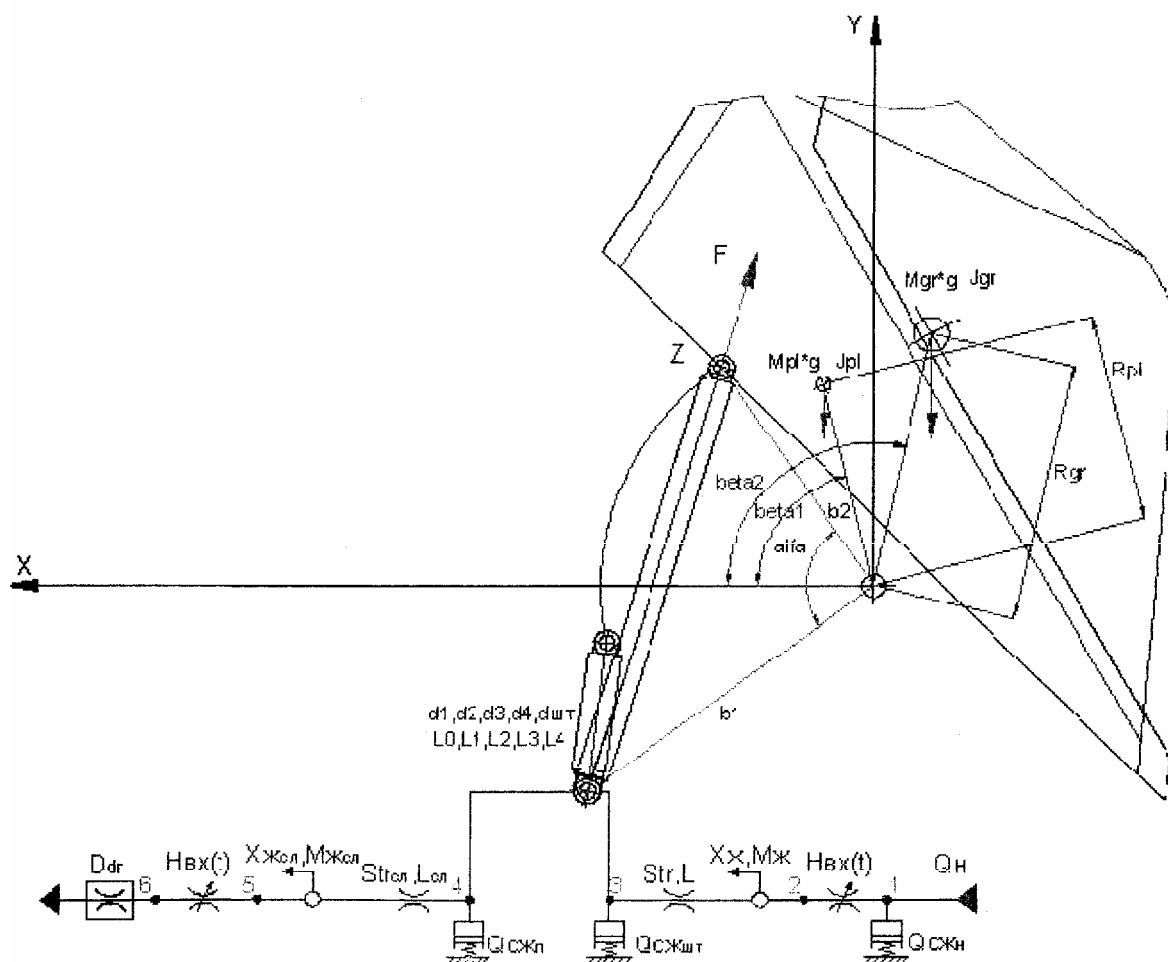 Y
F
Mgr*g Jgr
Z
Mpl*g Jpl
Rpl
Rgr
beta2
beta1
b2
alfa
X
d1,d2,d3,d4,dшт
L0,L1,L2,L3,L4
Ddr
Hвх(t)
Xжсл,Mжсл
Strсл,Lсл
Str,L
Xж,Mж
Hвх(t)
Qн
6
5
4
3
2
1
QСЖп
QСЖшт
QСЖн